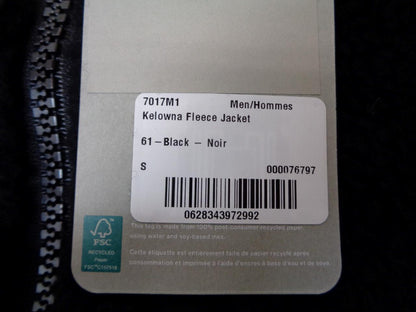 7017M1 Men/Hommes
Kelowna Fleece Jacket
61-Black - Noir
S 000076797
0628343972992
FSC
RECYCLED
Paper
This tag is made from 100% post-consumer recycled paper,
using water and soy-based inks.
Cette étiquette est entièrement faite de papier recyclé après
consommation et imprimée à l'aide d'encres à base d'eau et de soya.